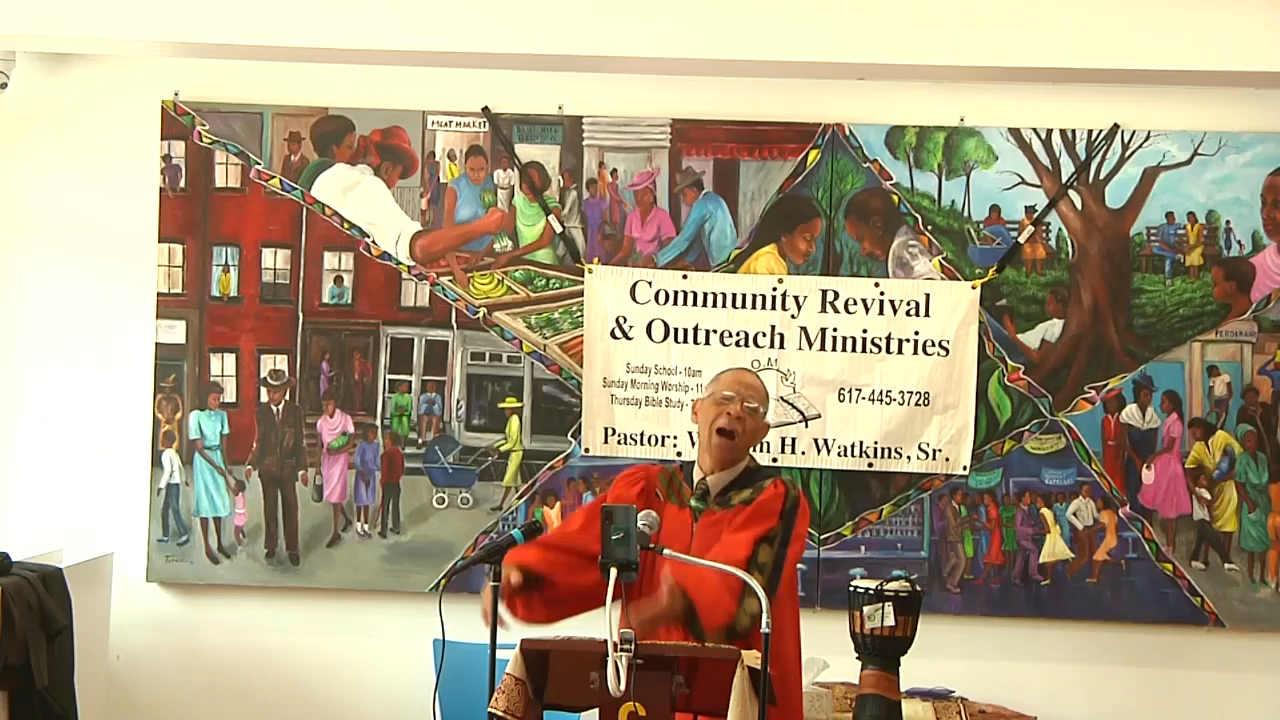 MEAT MARKET
Community Revival
& Outreach Ministries
O.M.
Sunday School - 10am
Sunday Morning Worship - 11
Thursday Bible Study -
617-445-3728
Pastor: H. Watkins, Sr.